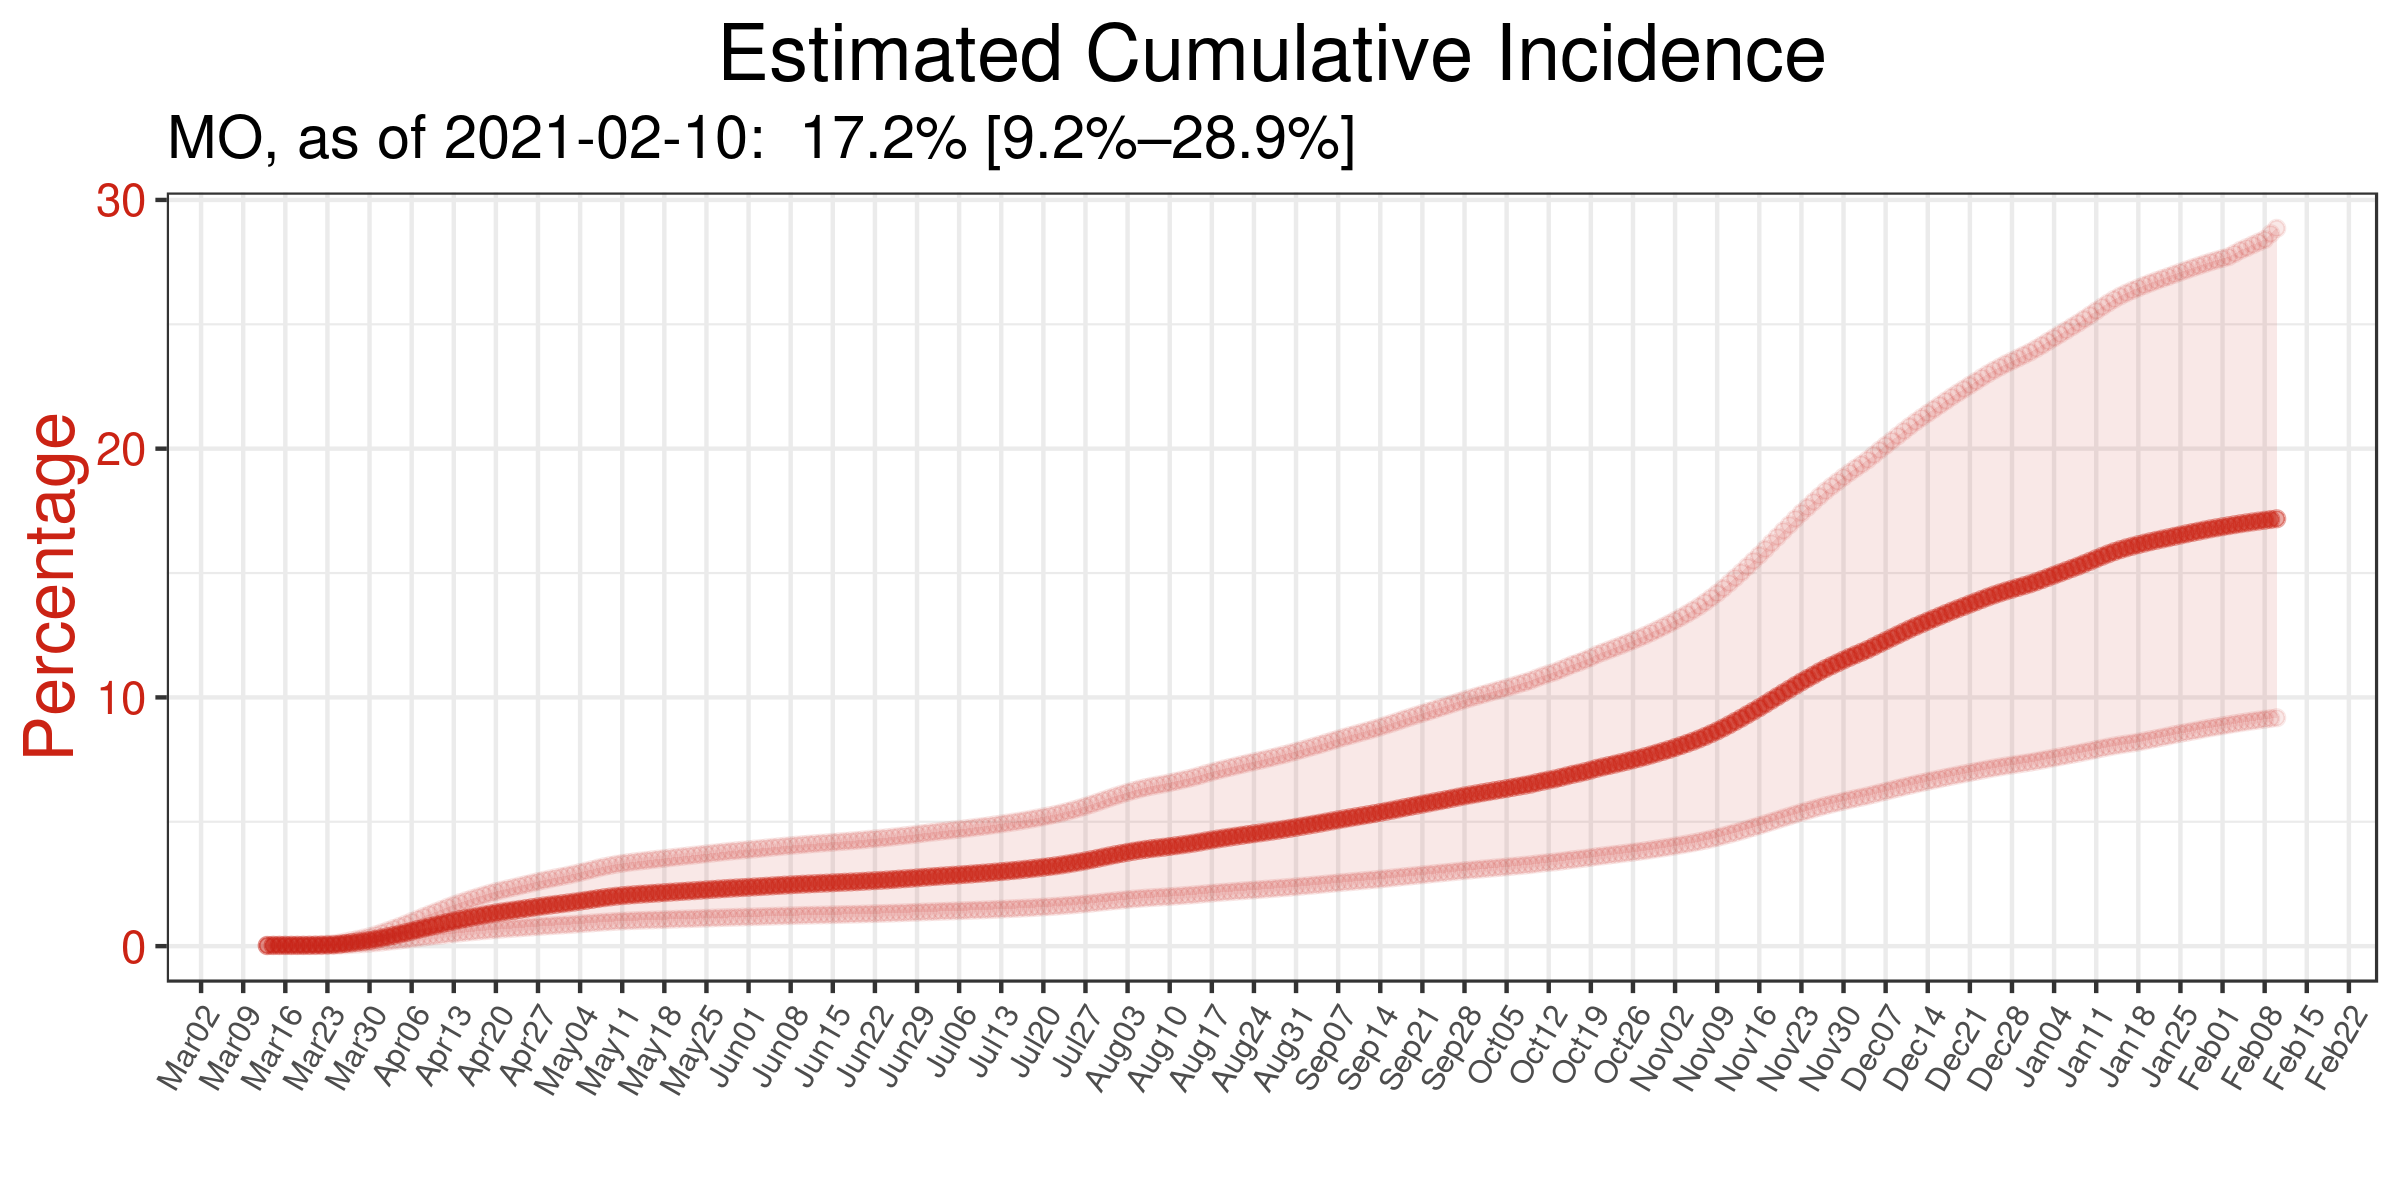 Estimated Cumulative Incidence
MO, as of 2021-02-10:  17.2% [9.2%–28.9%]
Percentage
30
20
10
0
Mar02
Mar09
Mar16
Mar23
Mar30
Apr06
Apr13
Apr20
Apr27
May04
May11
May18
May25
Jun01
Jun08
Jun15
Jun22
Jun29
Jul06
Jul13
Jul20
Jul27
Aug03
Aug10
Aug17
Aug24
Aug31
Sep07
Sep14
Sep21
Sep28
Oct05
Oct12
Oct19
Oct26
Nov02
Nov09
Nov16
Nov23
Nov30
Dec07
Dec14
Dec21
Dec28
Jan04
Jan11
Jan18
Jan25
Feb01
Feb08
Feb15
Feb22